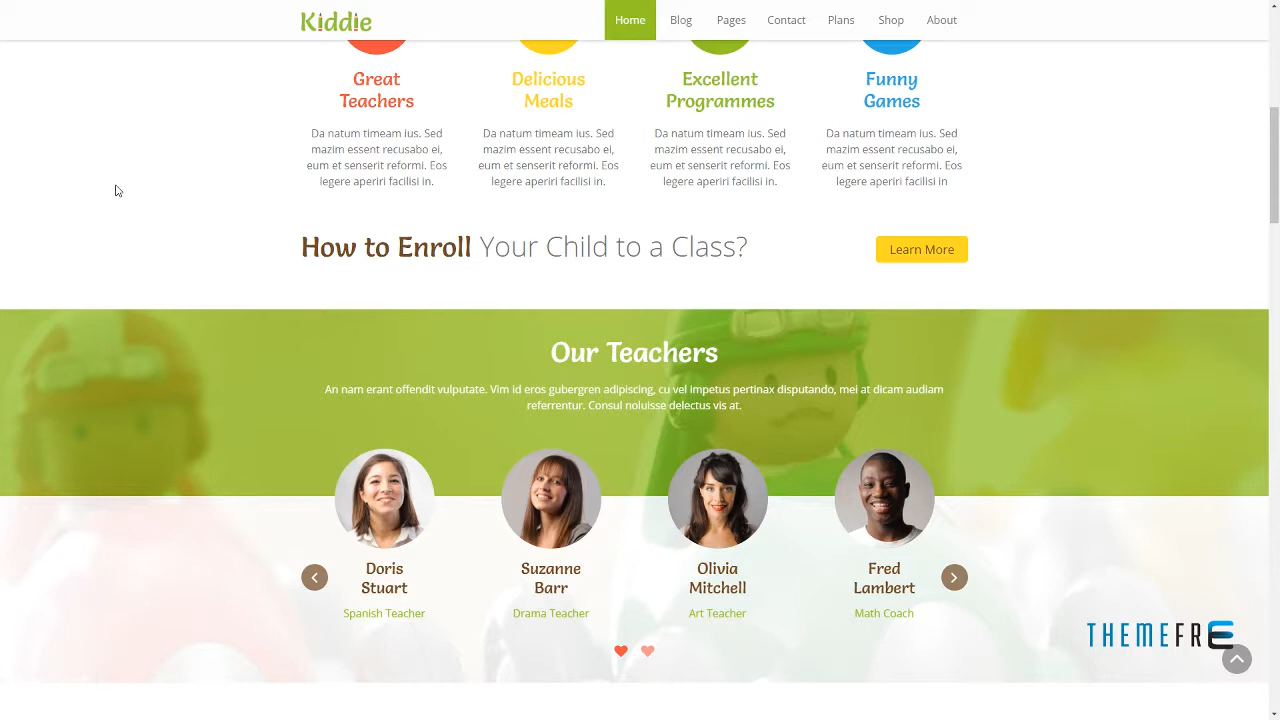 Kiddie
Home Blog Pages Contact Plans Shop About
Great Teachers
Da natum timeam ius. Sed
mazim essent recusabo ei,
eum et senserit reformi. Eos
legere aperiri facilisi in.
Delicious Meals
Da natum timeam ius. Sed
mazim essent recusabo ei,
eum et senserit reformi. Eos
legere aperiri facilisi in.
Excellent Programmes
Da natum timeam ius. Sed
mazim essent recusabo ei,
eum et senserit reformi. Eos
legere aperiri facilisi in.
Funny Games
Da natum timeam ius. Sed
mazim essent recusabo ei,
eum et senserit reformi. Eos
legere aperiri facilisi in
How to Enroll Your Child to a Class?
Learn More
Our Teachers
An nam erant offendit vulputate. Vim id eros gubergren adipiscing, cu vel impetus pertinax disputando, mei at dicam audiam
referrentur. Consul noluisse delectus vis at.
Doris
Stuart
Spanish Teacher
Suzanne
Barr
Drama Teacher
Olivia
Mitchell
Art Teacher
Fred
Lambert
Math Coach
THEMEFRE